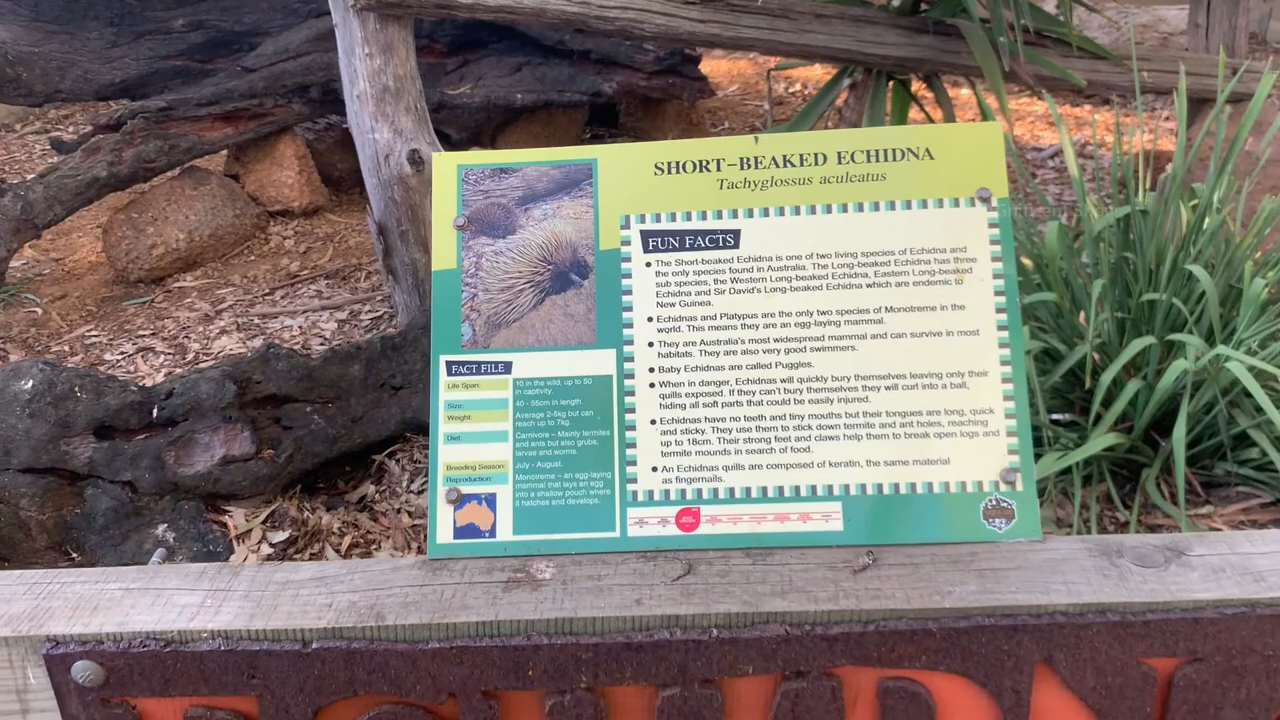 SHORT-BEAKED ECHIDNA
Tachyglossus aculeatus
FUN FACTS
The Short-beaked Echidna is one of two living species of Echidna and
the only species found in Australia. The Long-beaked Echidna has three
sub species, the Western Long-beaked Echidna, Eastern Long-beaked
Echidna and Sir David's Long-beaked Echidna which are endemic to
New Guinea.
Echidnas and Platypus are the only two species of Monotreme in the
world. This means they are an egg-laying mammal.
They are Australia's most widespread mammal and can survive in most
habitats. They are also very good swimmers.
Baby Echidnas are called Puggles.
When in danger, Echidnas will quickly bury themselves leaving only their
quills exposed. If they can't bury themselves they will curl into a ball,
hiding all soft parts that could be easily injured.
Echidnas have no teeth and tiny mouths but their tongues are long, quick
and sticky. They use them to stick down termite and ant holes, reaching
up to 18cm. Their strong feet and claws help them to break open logs and
termite mounds in search of food.
An Echidnas quills are composed of keratin, the same material
as fingernails.
FACT FILE
Life Span: 10 in the wild, up to 50
in captivity.
Size: 40 - 55cm in length.
Weight: Average 2-5kg but can
reach up to 7kg.
Diet: Carnivore – Mainly termites
and ants but also grubs,
larvae and worms.
Breeding Season: July - August.
Reproduction: Monotreme – an egg-laying
mammal that lays an egg
into a shallow pouch where
it hatches and develops.
ECHIDN